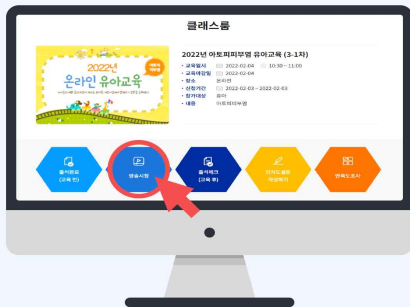 클래스룸
2022년 아토피피부염 유아교육 (3-1차)
2022년
온라인 유아교육
• 교육일시 2022-02-04 10:30~11:00
• 교육마감일 2022-02-04
• 장소 온라인
• 신청기간 2022-02-03~2022-02-03
• 참가대상 유아
• 내용 아토피피부염
출석완료
(교육 전)
방송시청
출석체크
(교육 후)
만족도조사